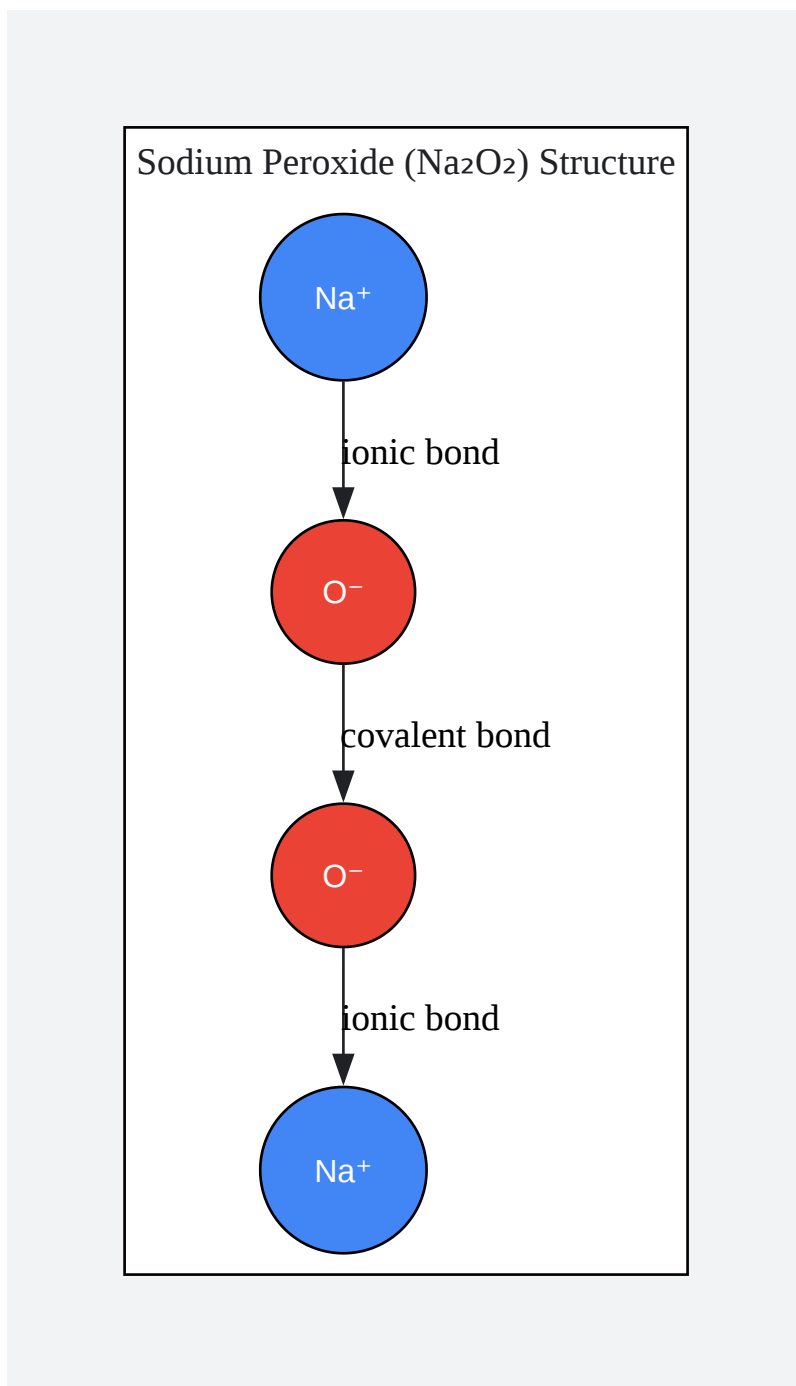 Sodium Peroxide (Na₂O₂) Structure
Na⁺
ionic bond
O⁻
covalent bond
O⁻
ionic bond
Na⁺